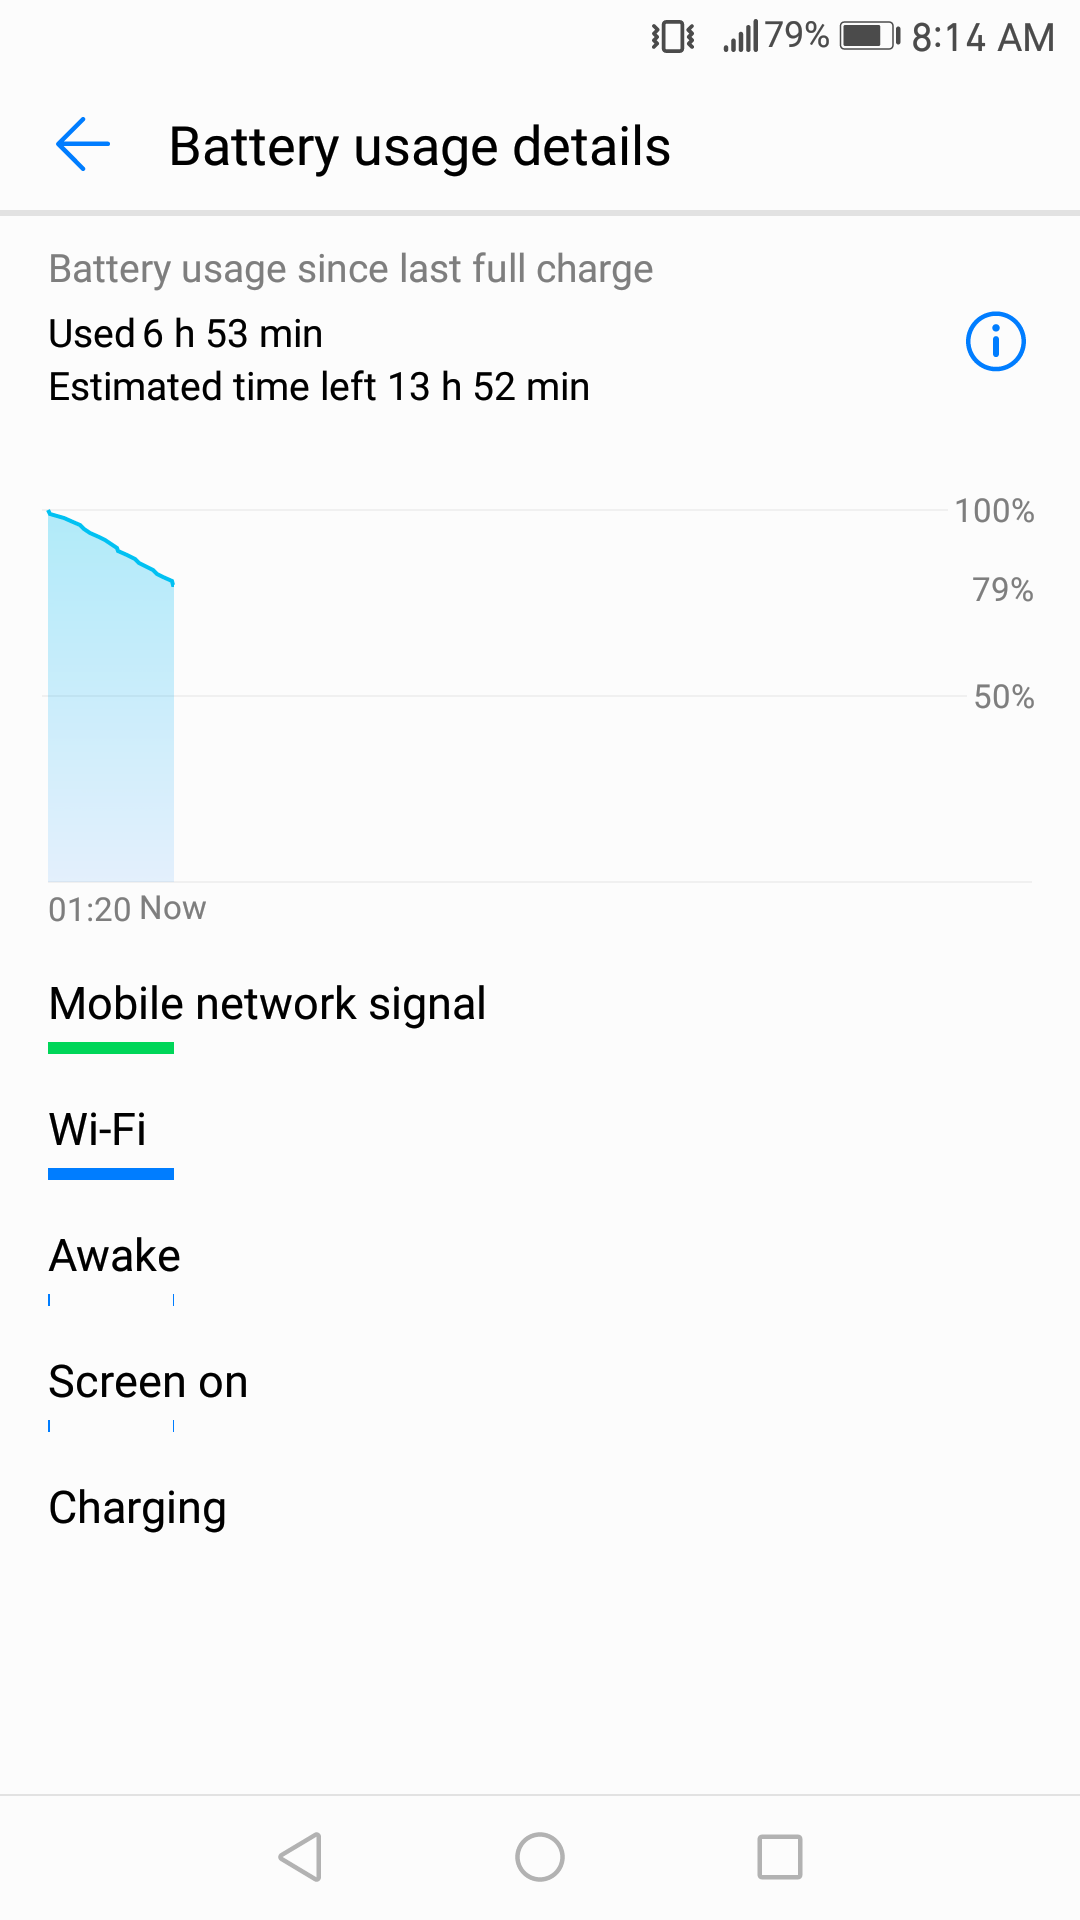 79% 8:14 AM
Battery usage details
Battery usage since last full charge
Used 6 h 53 min
Estimated time left 13 h 52 min
100%
79%
50%
01:20 Now
Mobile network signal
Wi-Fi
Awake
Screen on
Charging